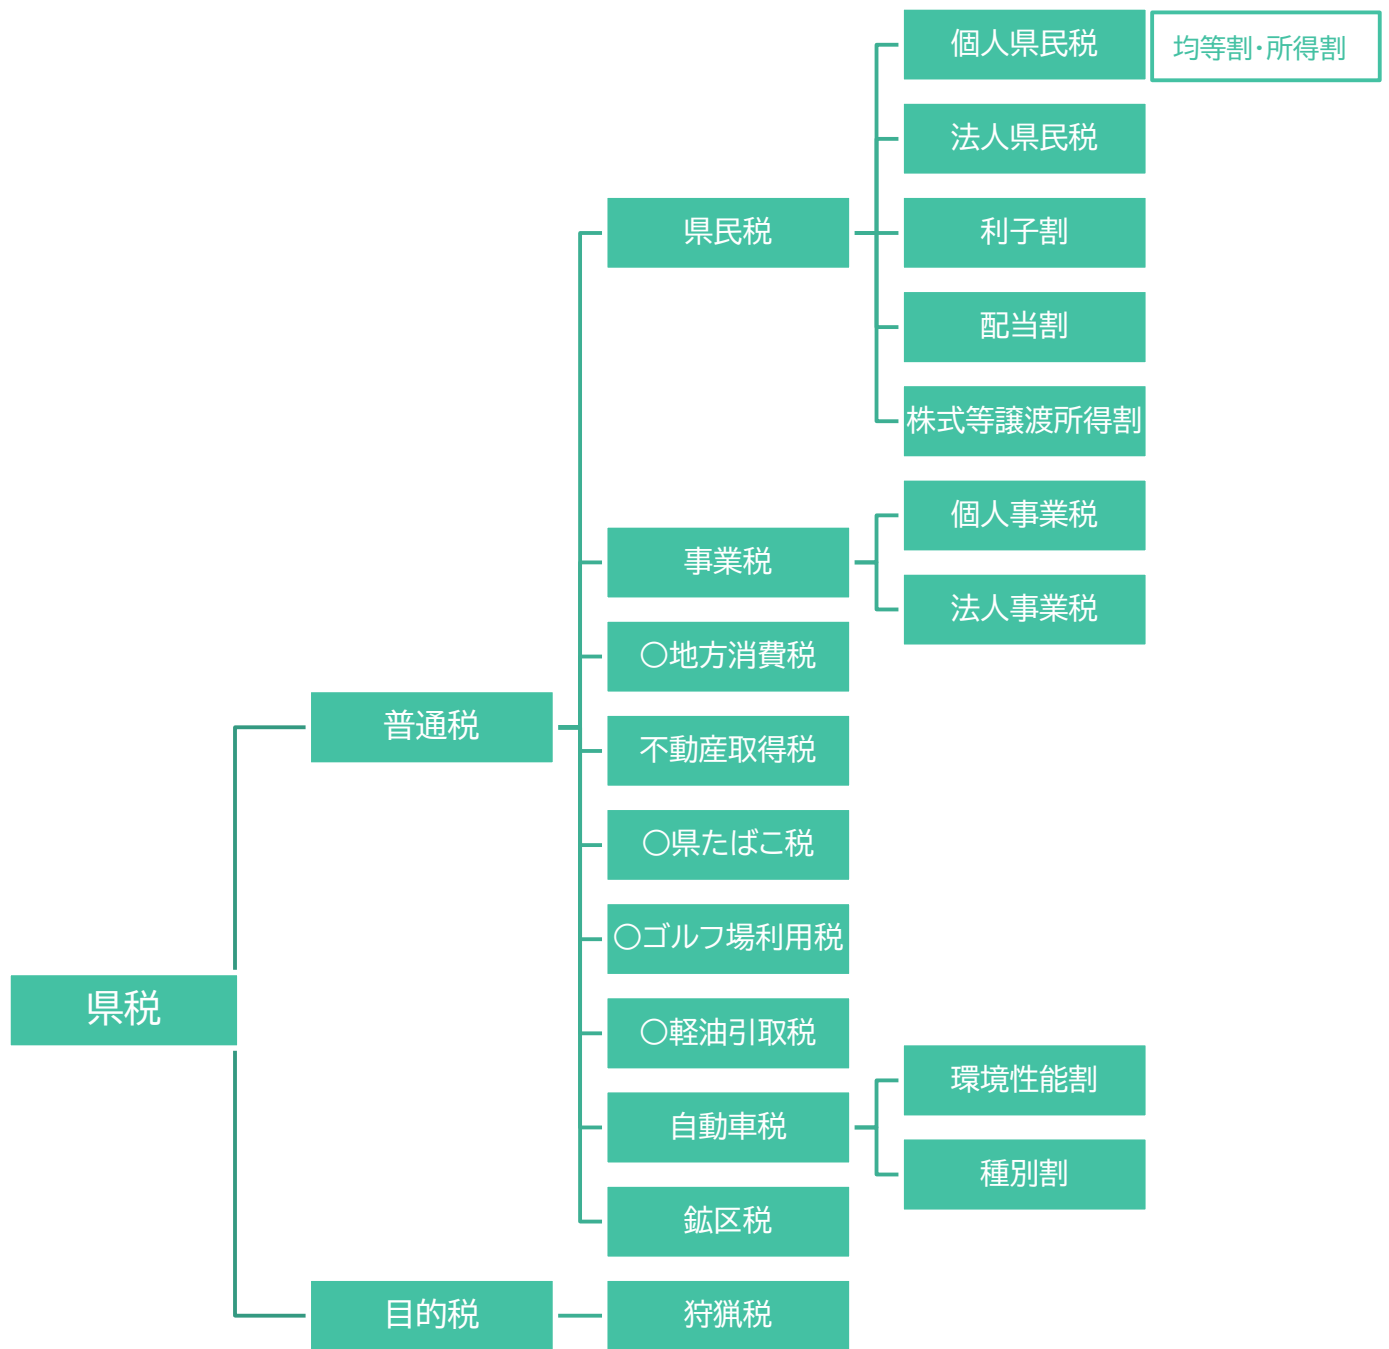 県税
普通税
県民税
個人県民税
均等割・所得割
法人県民税
利子割
配当割
株式等譲渡所得割
事業税
個人事業税
法人事業税
〇地方消費税
不動産取得税
〇県たばこ税
〇ゴルフ場利用税
〇軽油引取税
自動車税
環境性能割
種別割
鉱区税
目的税
狩猟税